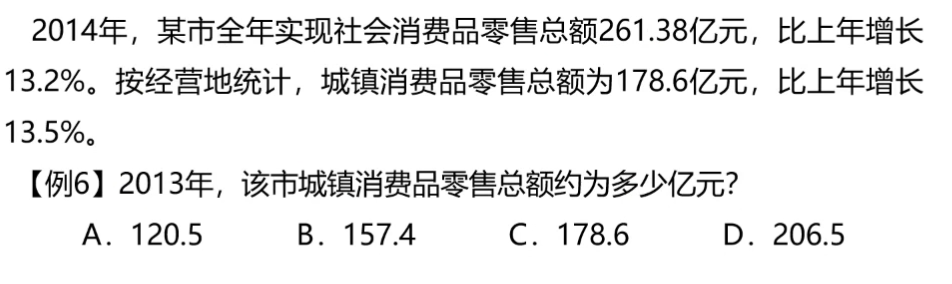 2014年，某市全年实现社会消费品零售总额261.38亿元，比上年增长
13.2%。按经营地统计，城镇消费品零售总额为178.6亿元，比上年增长
13.5%。
【例6】2013年，该市城镇消费品零售总额约为多少亿元?
A．120.5 B．157.4 C．178.6 D．206.5